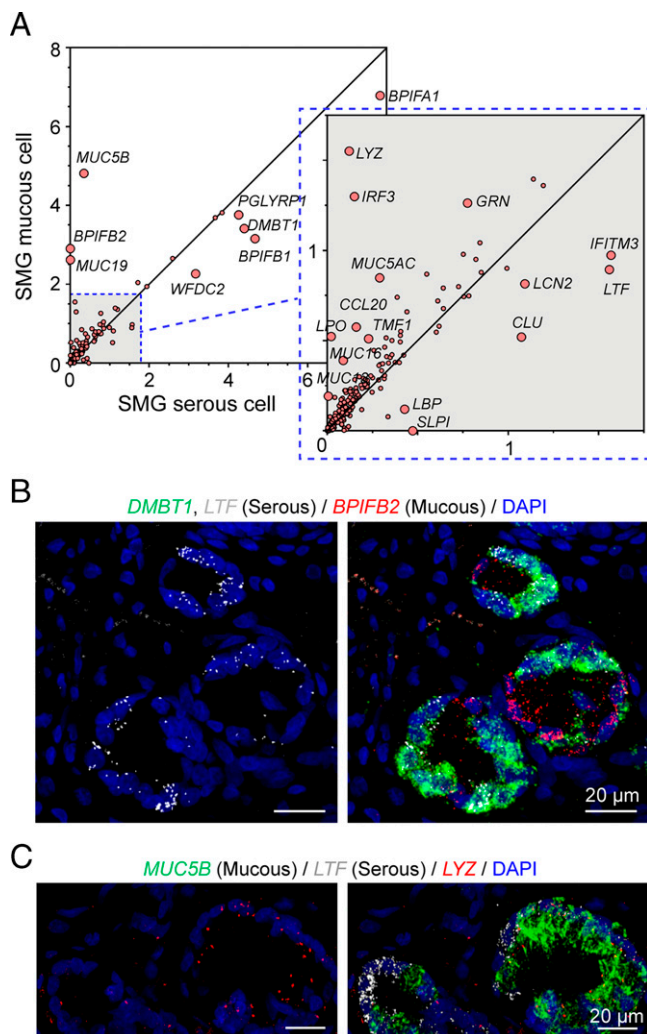 A
8
6
4
2
0
SMG mucous cell
BPIFA1
MUC5B
PGLYRP1
BPIFB2
DMBT1
MUC19
BPIFB1
WFDC2
0
2
4
6
SMG serous cell
LYZ
IRF3
GRN
1
IFITM3
MUC5AC
LCN2
LTF
CCL20
LPO
TMF1
CLU
MUC16
LBP
SLPI
0
1
B
DMBT1, LTF (Serous) / BPIFB2 (Mucous) / DAPI
20 µm
C
MUC5B (Mucous) / LTF (Serous) / LYZ / DAPI
20 µm